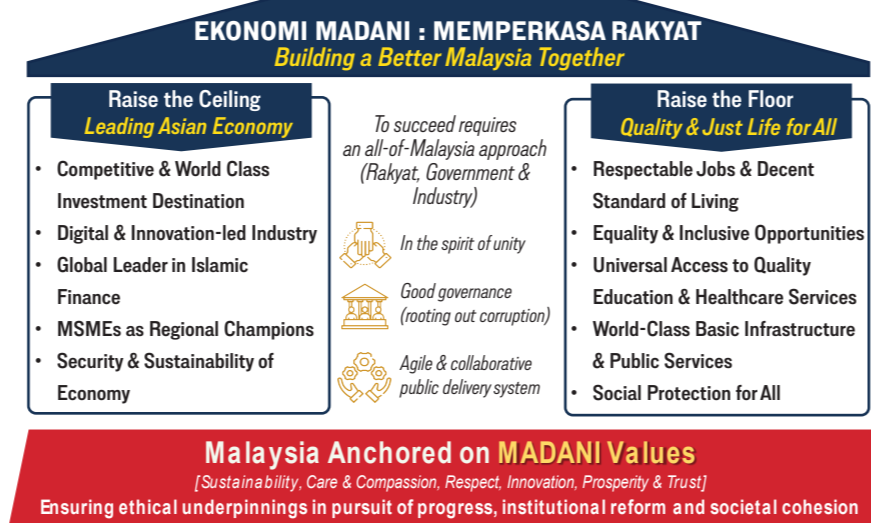 EKONOMI MADANI : MEMPERKASA RAKYAT
Building a Better Malaysia Together
Raise the Ceiling
Leading Asian Economy
• Competitive & World Class
Investment Destination
• Digital & Innovation-led Industry
• Global Leader in Islamic
Finance
• MSMEs as Regional Champions
• Security & Sustainability of
Economy
To succeed requires
an all-of-Malaysia approach
(Rakyat, Government &
Industry)
In the spirit of unity
Good governance
(rooting out corruption)
Agile & collaborative
public delivery system
Raise the Floor
Quality & Just Life for All
• Respectable Jobs & Decent
Standard of Living
• Equality & Inclusive Opportunities
• Universal Access to Quality
Education & Healthcare Services
• World-Class Basic Infrastructure
& Public Services
• Social Protection for All
Malaysia Anchored on MADANI Values
[Sustainability, Care & Compassion, Respect, Innovation, Prosperity & Trust]
Ensuring ethical underpinnings in pursuit of progress, institutional reform and societal cohesion